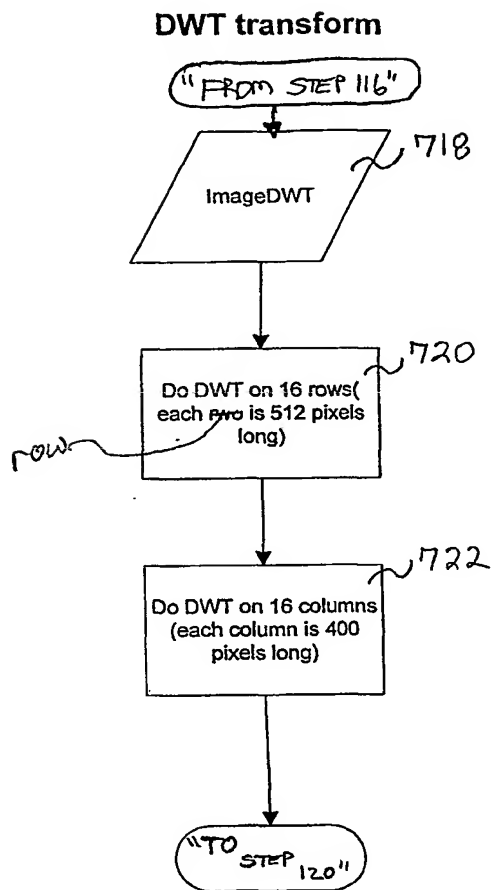 DWT transform
"FROM STEP 116"
718
ImageDWT
720
Do DWT on 16 rows(
each rwo is 512 pixels
long)
row
722
Do DWT on 16 columns
(each column is 400
pixels long)
"TO
STEP
120"